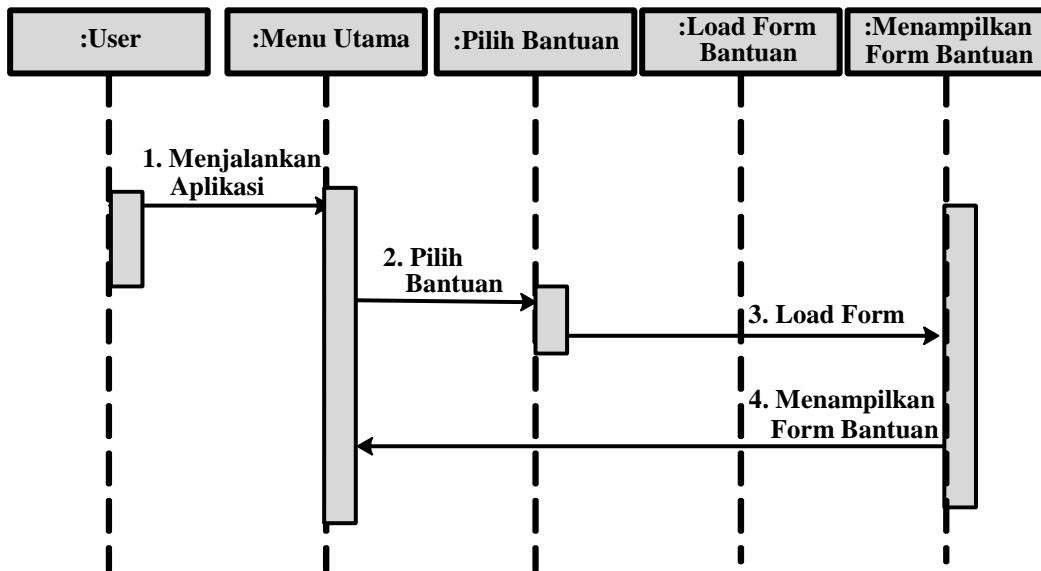 :User
:Menu Utama
:Pilih Bantuan
:Load Form
Bantuan
:Menampilkan
Form Bantuan
1. Menjalankan
Aplikasi
2. Pilih
Bantuan
3. Load Form
4. Menampilkan
Form Bantuan